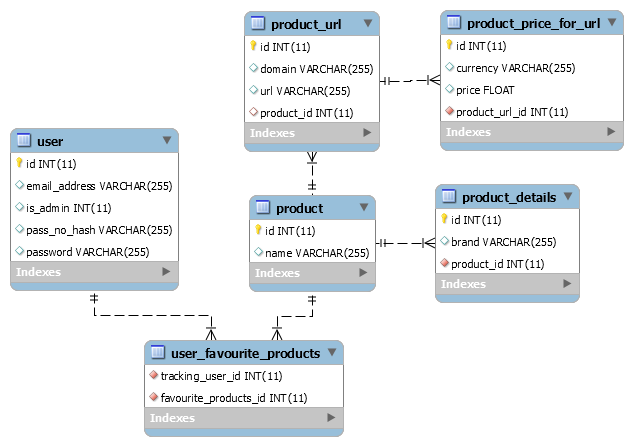 product_url
id INT(11)
domain VARCHAR(255)
url VARCHAR(255)
product_id INT(11)
Indexes
product_price_for_url
id INT(11)
currency VARCHAR(255)
price FLOAT
product_url_id INT(11)
Indexes
user
id INT(11)
email_address VARCHAR(255)
is_admin INT(11)
pass_no_hash VARCHAR(255)
password VARCHAR(255)
Indexes
product
id INT(11)
name VARCHAR(255)
Indexes
product_details
id INT(11)
brand VARCHAR(255)
product_id INT(11)
Indexes
user_favourite_products
tracking_user_id INT(11)
favourite_products_id INT(11)
Indexes